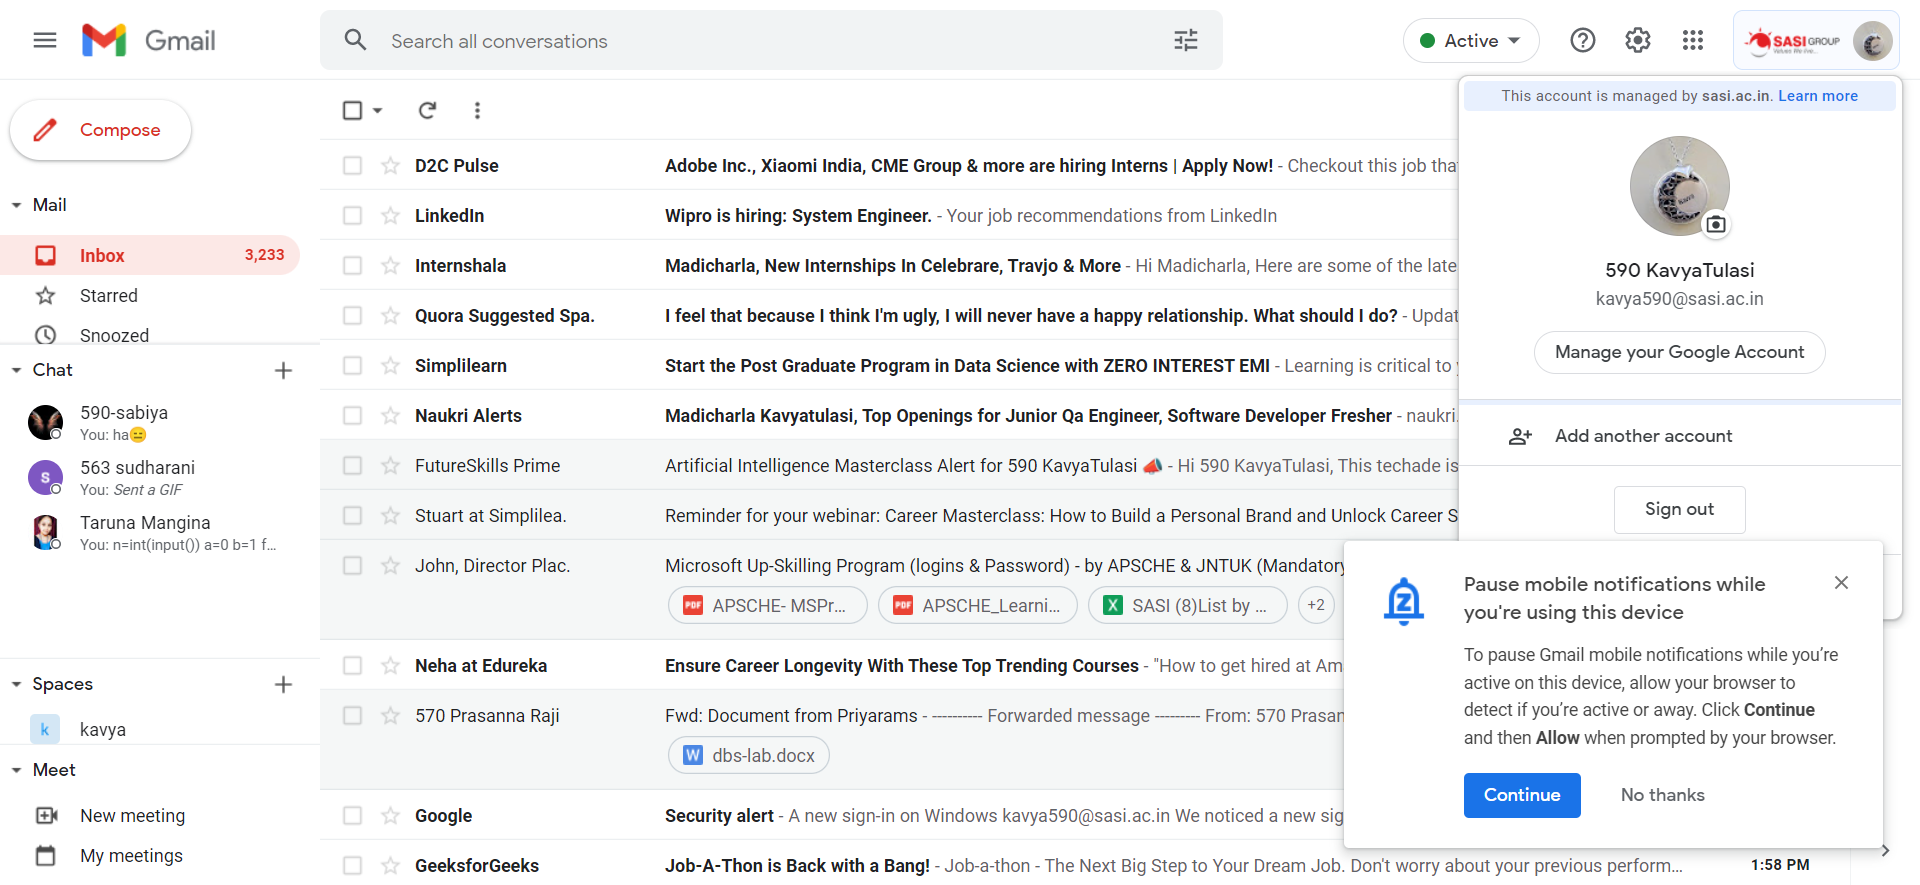 Gmail
Search all conversations
Active
SASI GROUP
Compose
Mail
Inbox 3,233
Starred
Snoozed
Chat
590-sabiya
You: ha😑
S
563 sudharani
You: Sent a GIF
Taruna Mangina
You: n=int(input()) a=0 b=1 f…
Spaces
k kavya
Meet
New meeting
My meetings
D2C Pulse Adobe Inc., Xiaomi India, CME Group & more are hiring Interns | Apply Now! - Checkout this job tha
LinkedIn Wipro is hiring: System Engineer. - Your job recommendations from LinkedIn
Internshala Madicharla, New Internships In Celebrare, Travjo & More - Hi Madicharla, Here are some of the late
Quora Suggested Spa. I feel that because I think I'm ugly, I will never have a happy relationship. What should I do? - Updat
Simplilearn Start the Post Graduate Program in Data Science with ZERO INTEREST EMI - Learning is critical to
Naukri Alerts Madicharla Kavyatulasi, Top Openings for Junior Qa Engineer, Software Developer Fresher - naukri.
FutureSkills Prime Artificial Intelligence Masterclass Alert for 590 KavyaTulasi 📣 - Hi 590 KavyaTulasi, This techade is
Stuart at Simplilea. Reminder for your webinar: Career Masterclass: How to Build a Personal Brand and Unlock Career S
John, Director Plac. Microsoft Up-Skilling Program (logins & Password) - by APSCHE & JNTUK (Mandatory
PDF APSCHE- MSPr… PDF APSCHE_Learni… X SASI (8)List by … +2
Neha at Edureka Ensure Career Longevity With These Top Trending Courses - "How to get hired at Am
570 Prasanna Raji Fwd: Document from Priyarams - ---------- Forwarded message --------- From: 570 Prasan
W dbs-lab.docx
Google Security alert - A new sign-in on Windows kavya590@sasi.ac.in We noticed a new sig
GeeksforGeeks Job-A-Thon is Back with a Bang! - Job-a-thon - The Next Big Step to Your Dream Job. Don't worry about your previous perform… 1:58 PM
This account is managed by sasi.ac.in. Learn more
590 KavyaTulasi
kavya590@sasi.ac.in
Manage your Google Account
Add another account
Sign out
Pause mobile notifications while
you're using this device
To pause Gmail mobile notifications while you're
active on this device, allow your browser to
detect if you're active or away. Click Continue
and then Allow when prompted by your browser.
Continue No thanks